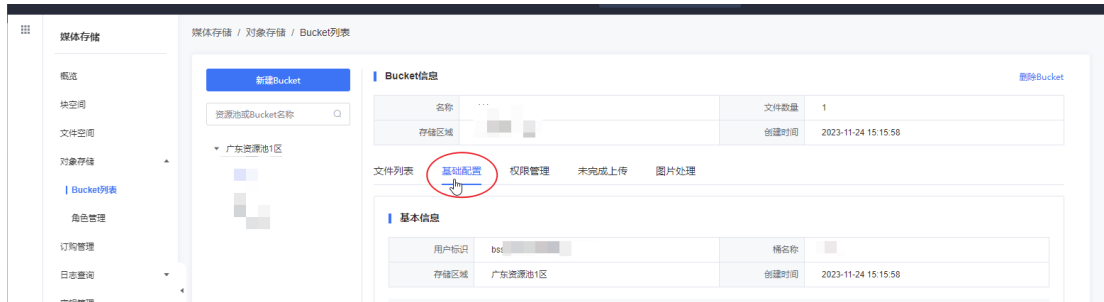 媒体存储
媒体存储 / 对象存储 / Bucket列表
概览
块空间
文件空间
对象存储
Bucket列表
角色管理
订购管理
日志查询
新建Bucket
资源池或Bucket名称
广东资源池1区
Bucket信息
删除Bucket
名称
文件数量 1
存储区域
创建时间 2023-11-24 15:15:58
文件列表 基础配置 权限管理 未完成上传 图片处理
基本信息
用户标识 bss
桶名称
存储区域 广东资源池1区 创建时间 2023-11-24 15:15:58